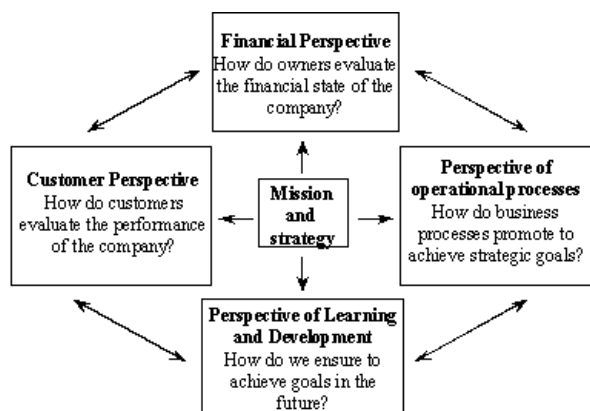 Financial Perspective
How do owners evaluate
the financial state of the
company?
Customer Perspective
How do customers
evaluate the performance
of the company?
Mission
and
strategy
Perspective of
operational processes
How do business
processes promote to
achieve strategic goals?
Perspective of Learning
and Development
How do we ensure to
achieve goals in the
future?